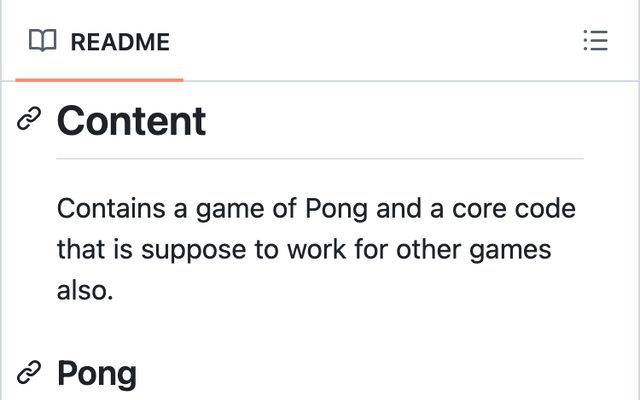 README
Content
Contains a game of Pong and a core code
that is suppose to work for other games
also.
Pong